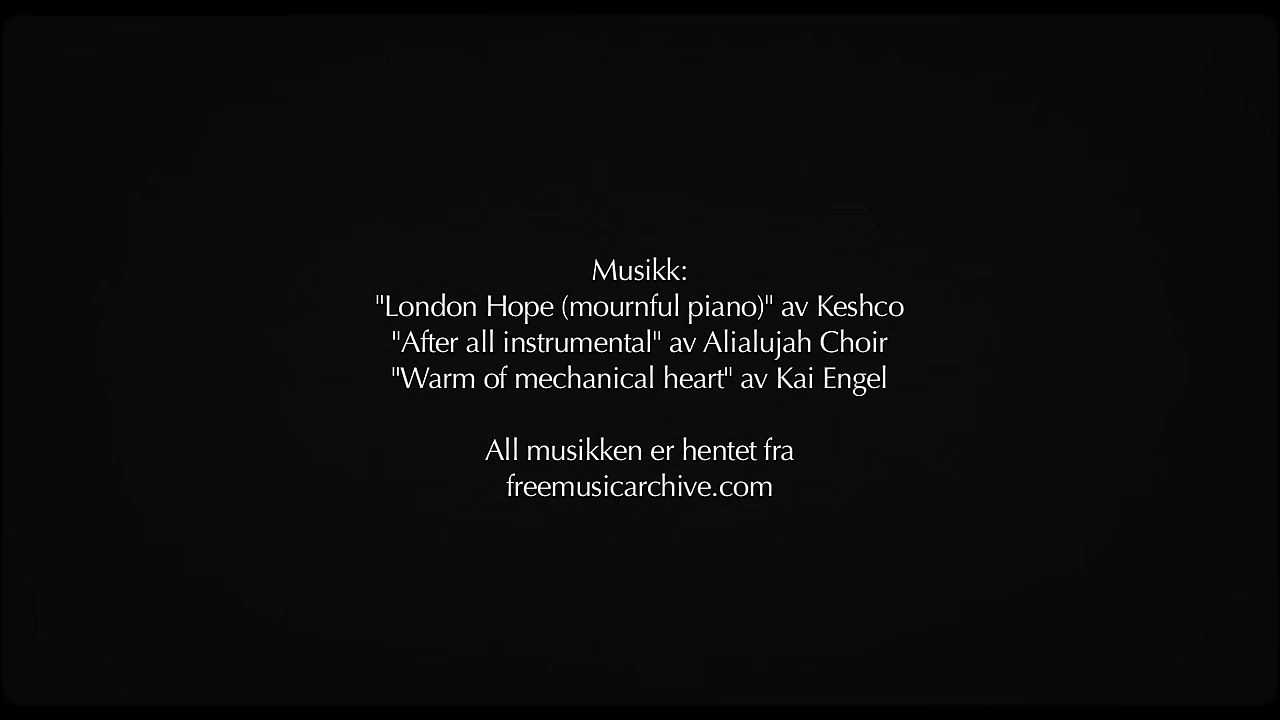 Musikk:
"London Hope (mournful piano)" av Keshco
"After all instrumental" av Alialujah Choir
"Warm of mechanical heart" av Kai Engel
All musikken er hentet fra
freemusicarchive.com